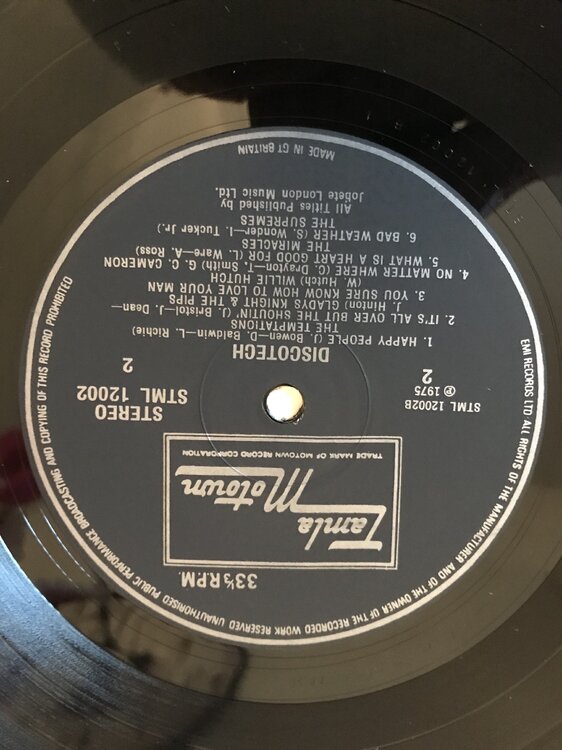 33⅓ R.P.M.
Tamla
Motown
TRADE MARK OF MOTOWN RECORD CORPORATION
STML 12002B
℗ 1975
2
STEREO
STML 12002
2
DISCOTECH
1. HAPPY PEOPLE (J. Bowen—D. Baldwin—L. Richie)
THE TEMPTATIONS
2. IT'S ALL OVER BUT THE SHOUTIN' (J. Bristol—J. Dean—
J. Hinton) GLADYS KNIGHT & THE PIPS
3. YOU SURE KNOW HOW TO LOVE YOUR MAN
(W. Hutch) WILLIE HUTCH
4. NO MATTER WHERE (C. Drayton—T. Smith) G. C. CAMERON
5. WHAT IS A HEART GOOD FOR (L. Ware—A. Ross)
THE MIRACLES
6. BAD WEATHER (S. Wonder—I. Tucker Jr.)
THE SUPREMES
All Titles Published by
Jobete London Music Ltd.
MADE IN GT BRITAIN
EMI RECORDS LTD ALL RIGHTS OF THE MANUFACTURER AND OF THE OWNER OF THE RECORDED WORK RESERVED UNAUTHORISED PUBLIC PERFORMANCE BROADCASTING AND COPYING OF THIS RECORD PROHIBITED